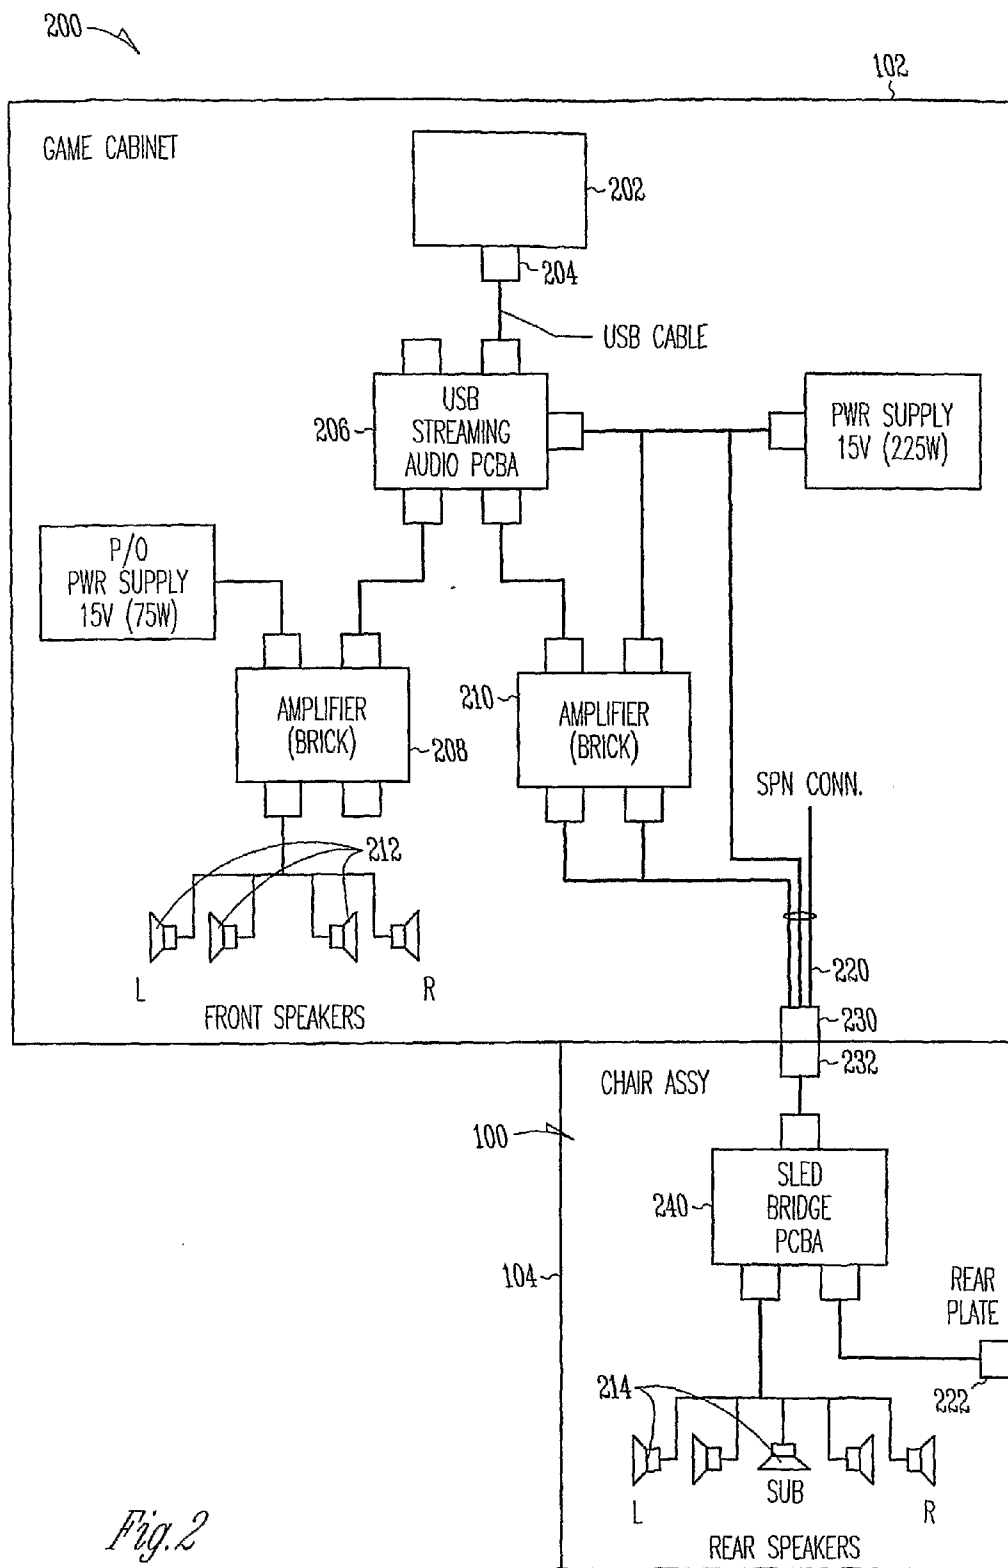 200
102
GAME CABINET
202
204
USB CABLE
206
USB
STREAMING
AUDIO PCBA
PWR SUPPLY
15V (225W)
P/O
PWR SUPPLY
15V (75W)
AMPLIFIER
(BRICK)
208
210
AMPLIFIER
(BRICK)
SPN CONN.
212
L
R
FRONT SPEAKERS
220
230
232
CHAIR ASSY
100
240
SLED
BRIDGE
PCBA
104
REAR
PLATE
222
214
SUB
L
R
REAR SPEAKERS
Fig.2